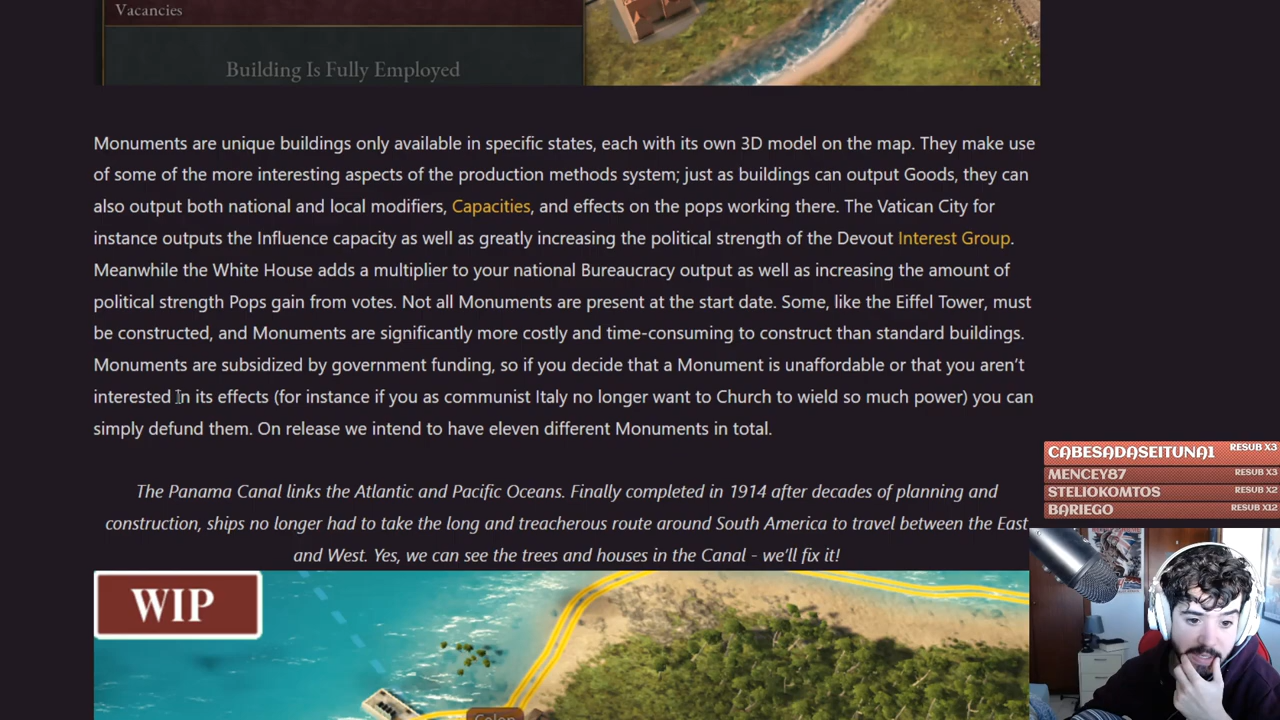 Vacancies
Building Is Fully Employed
Monuments are unique buildings only available in specific states, each with its own 3D model on the map. They make use
of some of the more interesting aspects of the production methods system; just as buildings can output Goods, they can
also output both national and local modifiers, Capacities, and effects on the pops working there. The Vatican City for
instance outputs the Influence capacity as well as greatly increasing the political strength of the Devout Interest Group.
Meanwhile the White House adds a multiplier to your national Bureaucracy output as well as increasing the amount of
political strength Pops gain from votes. Not all Monuments are present at the start date. Some, like the Eiffel Tower, must
be constructed, and Monuments are significantly more costly and time-consuming to construct than standard buildings.
Monuments are subsidized by government funding, so if you decide that a Monument is unaffordable or that you aren't
interested in its effects (for instance if you as communist Italy no longer want to Church to wield so much power) you can
simply defund them. On release we intend to have eleven different Monuments in total.
The Panama Canal links the Atlantic and Pacific Oceans. Finally completed in 1914 after decades of planning and
construction, ships no longer had to take the long and treacherous route around South America to travel between the East
and West. Yes, we can see the trees and houses in the Canal - we'll fix it!
WIP
Colon
CABESADASEITUNA1 RESUB X3
MENCEY87 RESUB X3
STELIOKOMTOS RESUB X2
BARIEGO RESUB X12